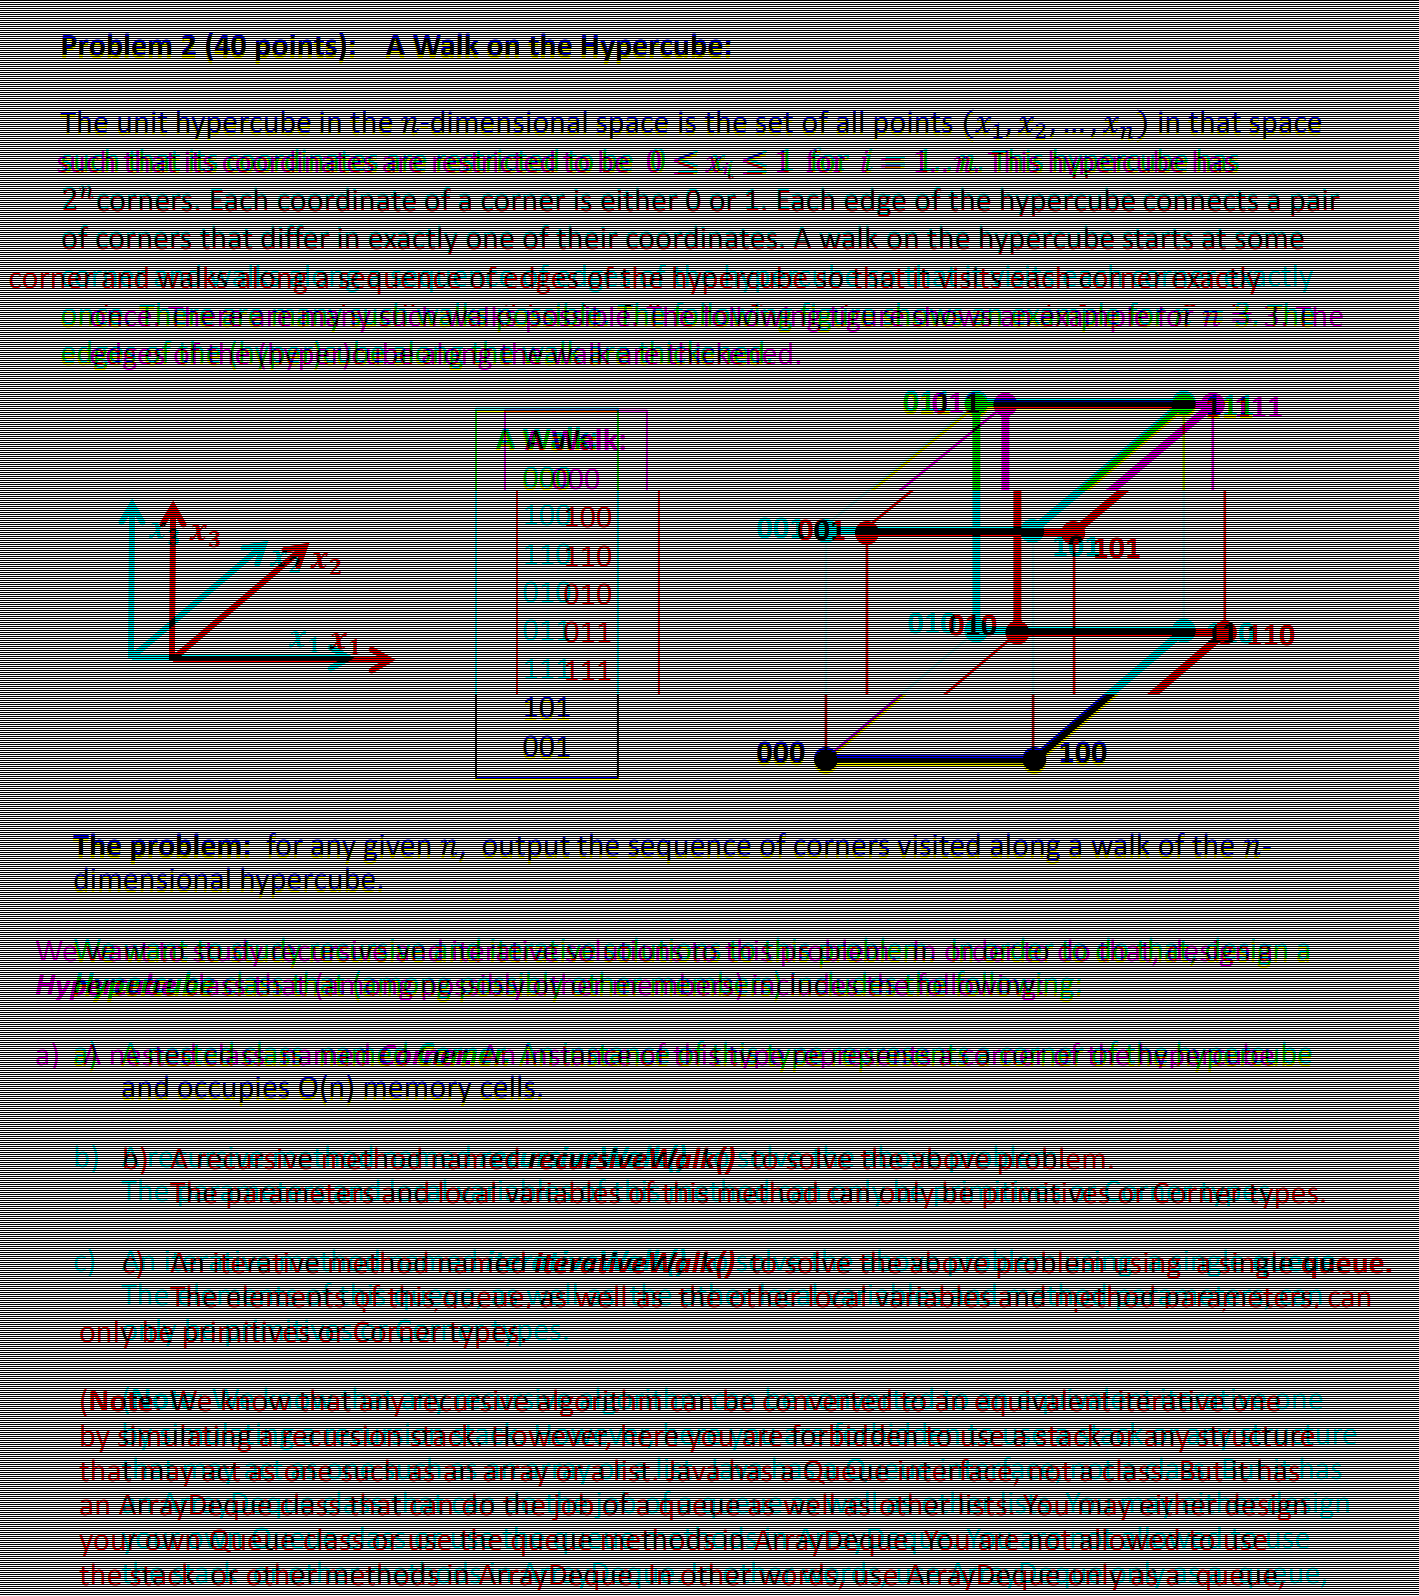 Problem 2 (40 points): A Walk on the Hypercube:
The unit hypercube in the n-dimensional space is the set of all points (x₁, x₂, ..., xₙ) in that space
such that its coordinates are restricted to be 0 ≤ xᵢ ≤ 1 for i = 1..n. This hypercube has
2ⁿ corners. Each coordinate of a corner is either 0 or 1. Each edge of the hypercube connects a pair
of corners that differ in exactly one of their coordinates. A walk on the hypercube starts at some
corner and walks along a sequence of edges of the hypercube so that it visits each corner exactly
once. There are many such walks possible. The following figure shows an example for n = 3. The
edges of the (hyper)cube along the walk are thickened.
x₃
x₂
x₁
A Walk:
000
100
110
010
011
111
101
001
011
111
001
101
010
110
000
100
The problem: for any given n, output the sequence of corners visited along a walk of the n-
dimensional hypercube.
We want to study recursive and iterative solutions to this problem. In order to do that, design a
Hypercube class that (among possibly other members) includes the following:
a) A nested class named Corner. An instance of this type represents a corner of the hypercube
and occupies O(n) memory cells.
b) A recursive method named recursiveWalk() to solve the above problem.
The parameters and local variables of this method can only be primitives or Corner types.
c) An iterative method named iterativeWalk() to solve the above problem using a single queue.
The elements of this queue, as well as the other local variables and method parameters, can
only be primitives or Corner types.
(Note: We know that any recursive algorithm can be converted to an equivalent iterative one
by simulating a recursion stack. However, here you are forbidden to use a stack or any structure
that may act as one such as an array or a list. Java has a Queue interface, not a class. But it has
an ArrayDeque class that can do the job of a queue as well as other lists. You may either design
your own Queue class or use the queue methods in ArrayDeque. You are not allowed to use
the stack or other methods in ArrayDeque. In other words, use ArrayDeque only as a queue,